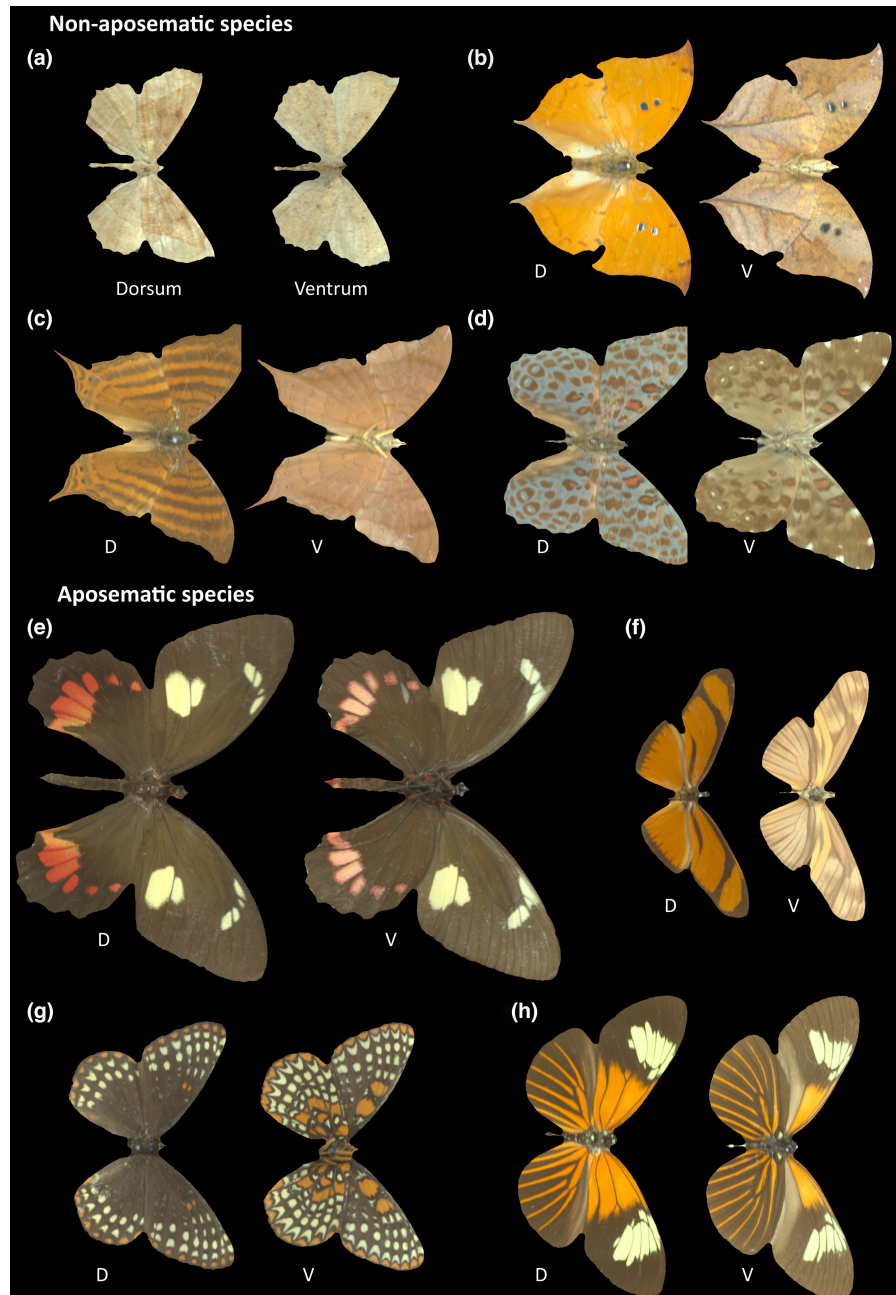 Non-aposematic species
(a)
(b)
Dorsum
Ventrum
D
V
(c)
(d)
D
V
D
V
Aposematic species
(e)
(f)
D
V
D
V
(g)
(h)
D
V
D
V